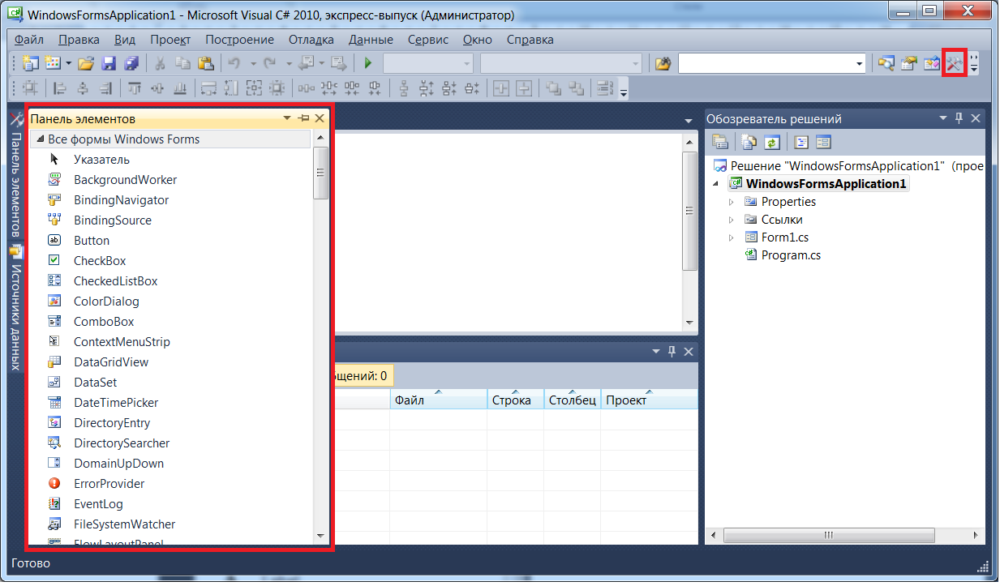 WindowsFormsApplication1 - Microsoft Visual C# 2010, экспресс-выпуск (Администратор)
Файл Правка Вид Проект Построение Отладка Данные Сервис Окно Справка
Панель элементов
Источники данных
Панель элементов
Все формы Windows Forms
Указатель
BackgroundWorker
BindingNavigator
BindingSource
Button
CheckBox
CheckedListBox
ColorDialog
ComboBox
ContextMenuStrip
DataGridView
DataSet
DateTimePicker
DirectoryEntry
DirectorySearcher
DomainUpDown
ErrorProvider
EventLog
FileSystemWatcher
FlowLayoutPanel
щений: 0
Файл Строка Столбец Проект
Обозреватель решений
Решение "WindowsFormsApplication1" (прое
WindowsFormsApplication1
Properties
Ссылки
Form1.cs
Program.cs
Готово